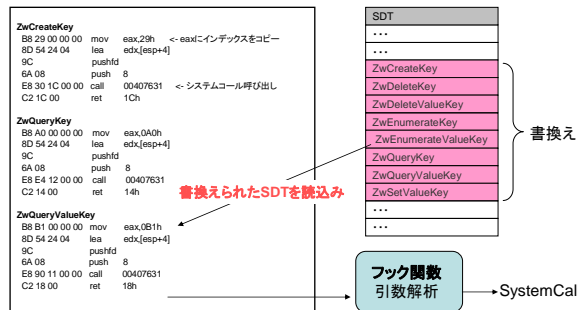 ZwCreateKey
B8 29 00 00 00 mov eax,29h <- eaxにインデックスをコピー
8D 54 24 04 lea edx,[esp+4]
9C pushfd
6A 08 push 8
E8 30 1C 00 00 call 00407631 <- システムコール呼び出し
C2 1C 00 ret 1Ch
ZwQueryKey
B8 A0 00 00 00 mov eax,0A0h
8D 54 24 04 lea edx,[esp+4]
9C pushfd
6A 08 push 8
E8 E4 12 00 00 call 00407631
C2 14 00 ret 14h
ZwQueryValueKey
B8 B1 00 00 00 mov eax,0B1h
8D 54 24 04 lea edx,[esp+4]
9C pushfd
6A 08 push 8
E8 90 11 00 00 call 00407631
C2 18 00 ret 18h
書換えられたSDTを読込み
SDT
…
…
ZwCreateKey
ZwDeleteKey
ZwDeleteValueKey
ZwEnumerateKey
ZwEnumerateValueKey
ZwQueryKey
ZwQueryValueKey
ZwSetValueKey
…
…
書換え
フック関数
引数解析
SystemCal